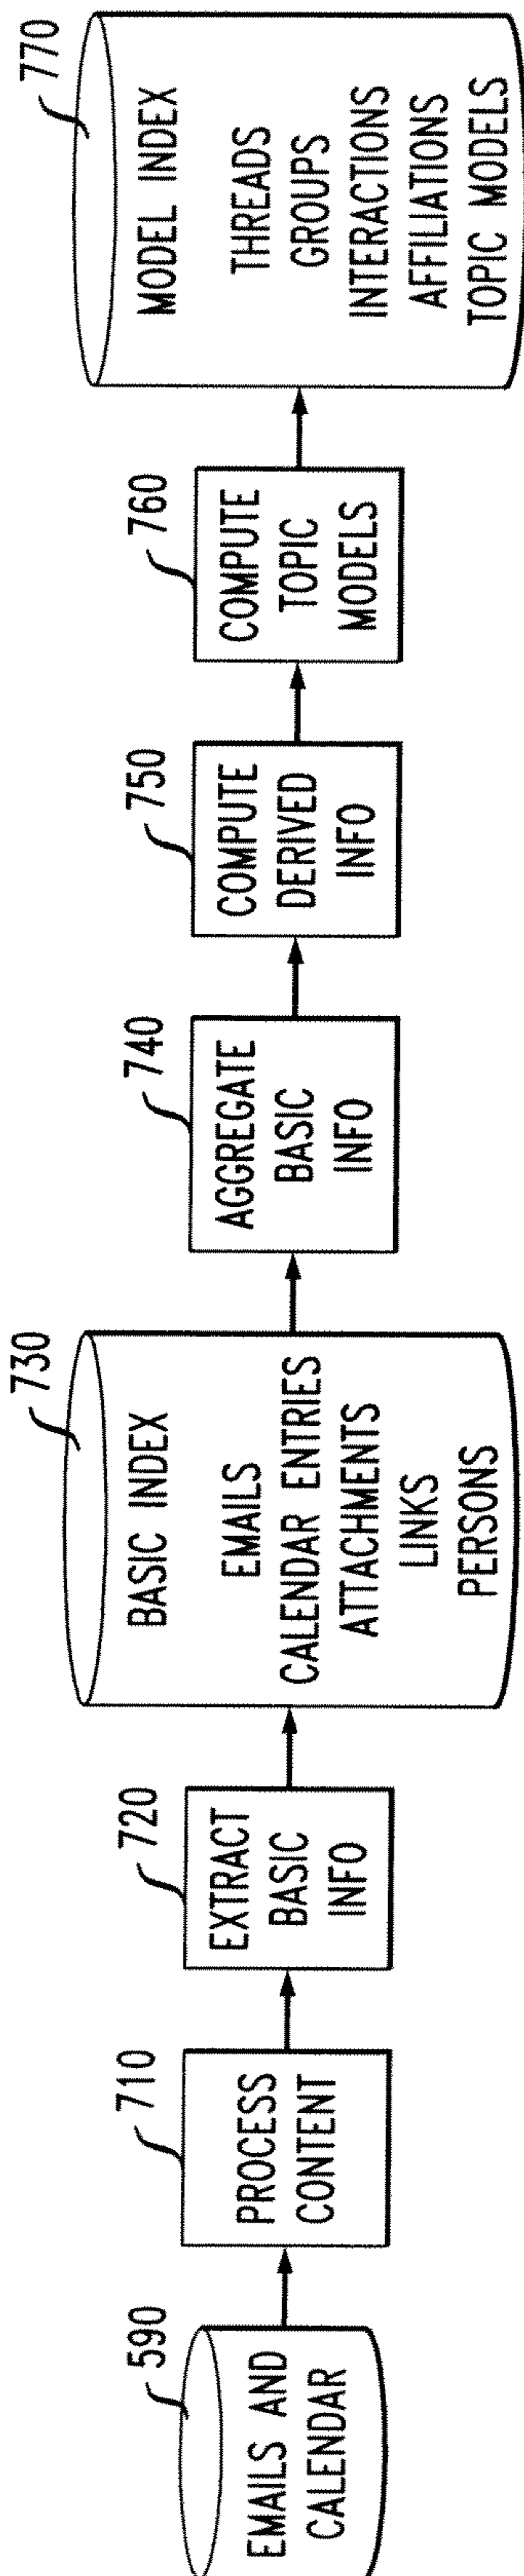 590
EMAILS AND
CALENDAR
710
PROCESS
CONTENT
720
EXTRACT
BASIC
INFO
730
BASIC INDEX
EMAILS
CALENDAR ENTRIES
ATTACHMENTS
LINKS
PERSONS
740
AGGREGATE
BASIC
INFO
750
COMPUTE
DERIVED
INFO
760
COMPUTE
TOPIC
MODELS
770
MODEL INDEX
THREADS
GROUPS
INTERACTIONS
AFFILIATIONS
TOPIC MODELS